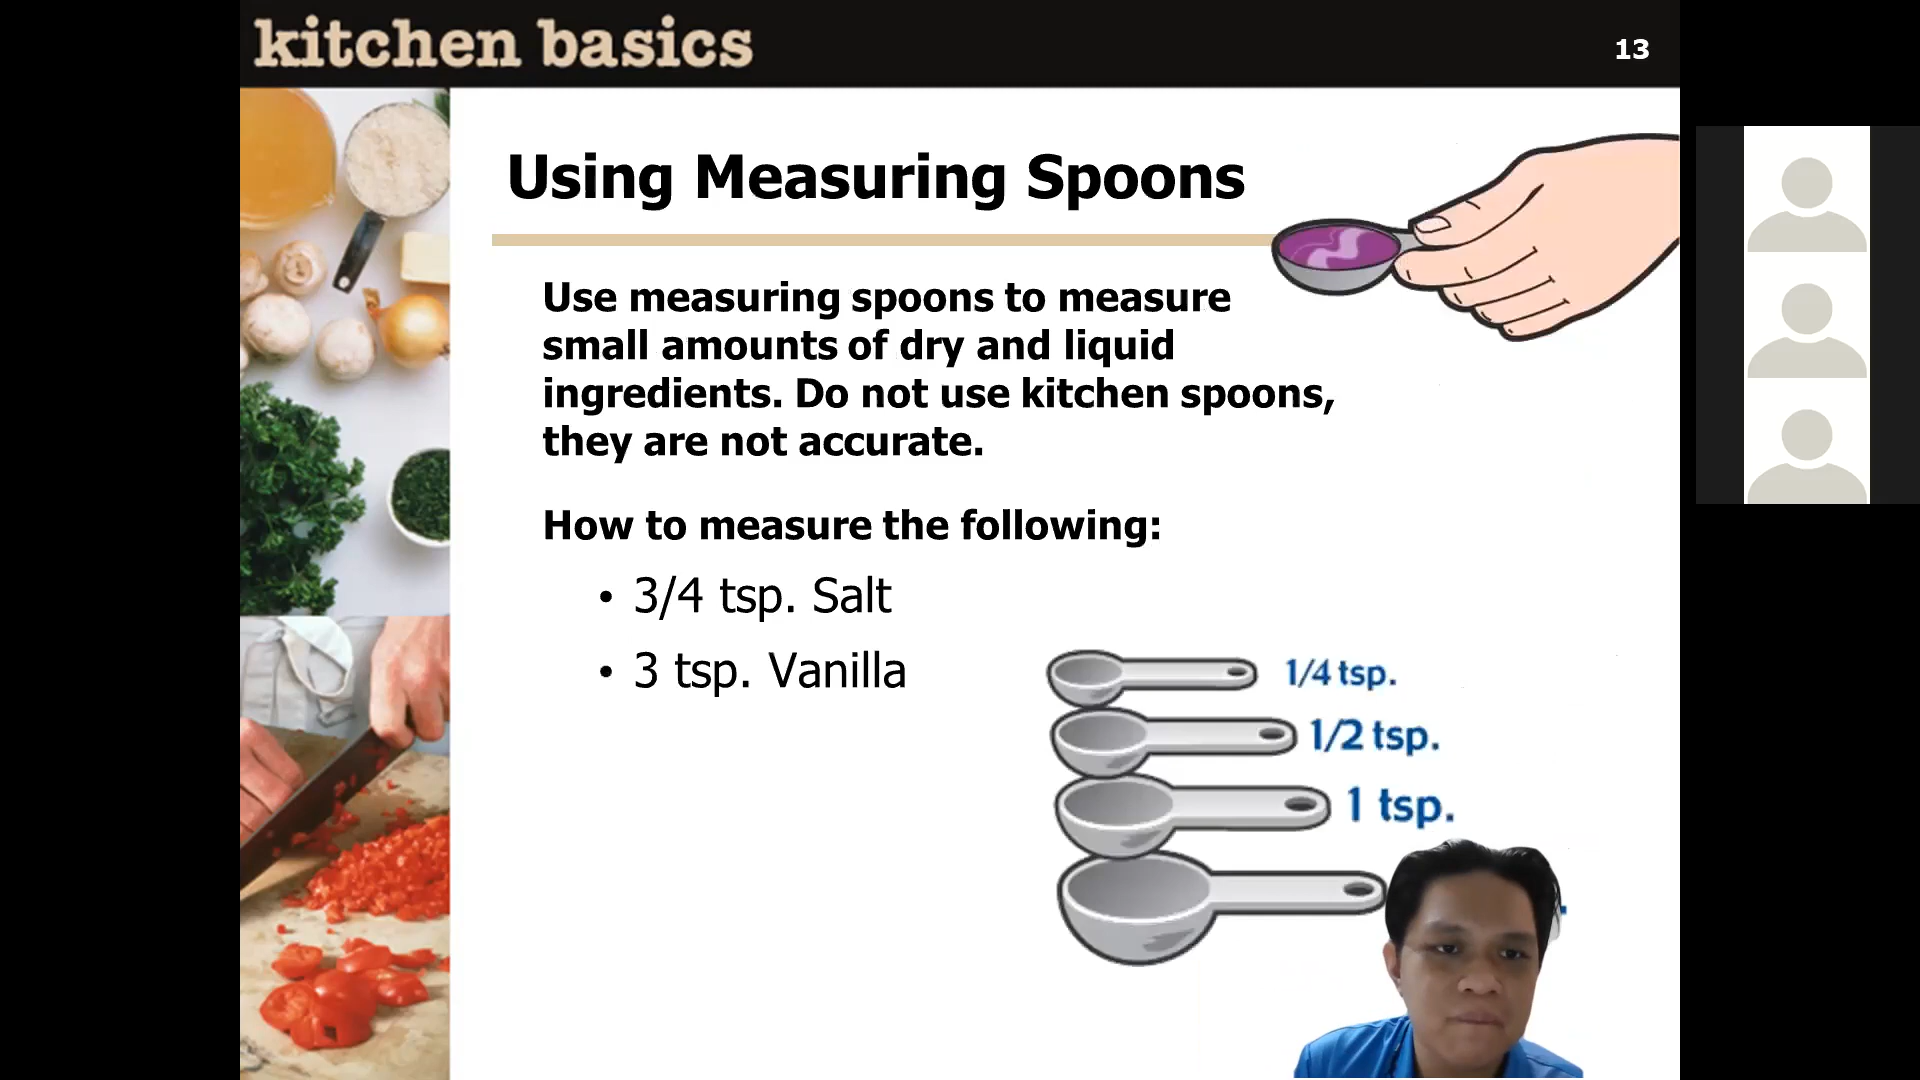 kitchen basics
13
Using Measuring Spoons
Use measuring spoons to measure
small amounts of dry and liquid
ingredients. Do not use kitchen spoons,
they are not accurate.
How to measure the following:
• 3/4 tsp. Salt
• 3 tsp. Vanilla
1/4 tsp.
1/2 tsp.
1 tsp.